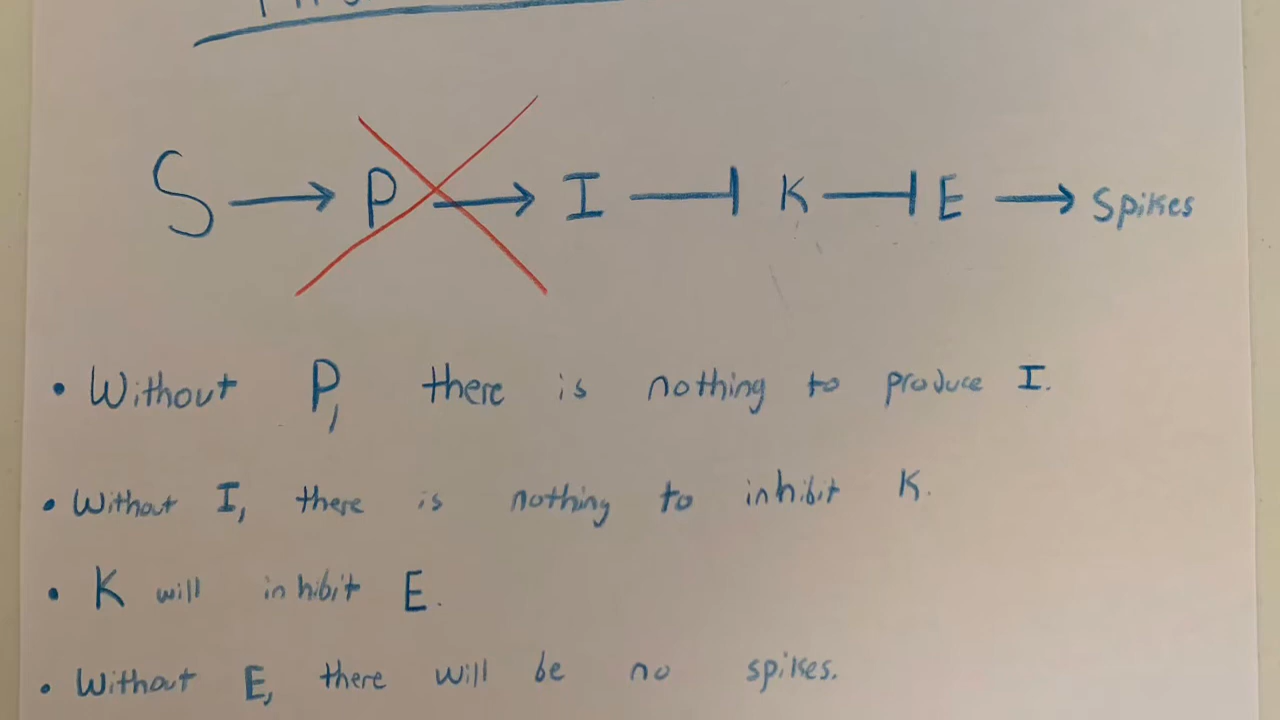 S → P → I ⊣ K ⊣ E → Spikes
• Without P, there is nothing to produce I.
• Without I, there is nothing to inhibit K.
• K will inhibit E.
• Without E, there will be no spikes.